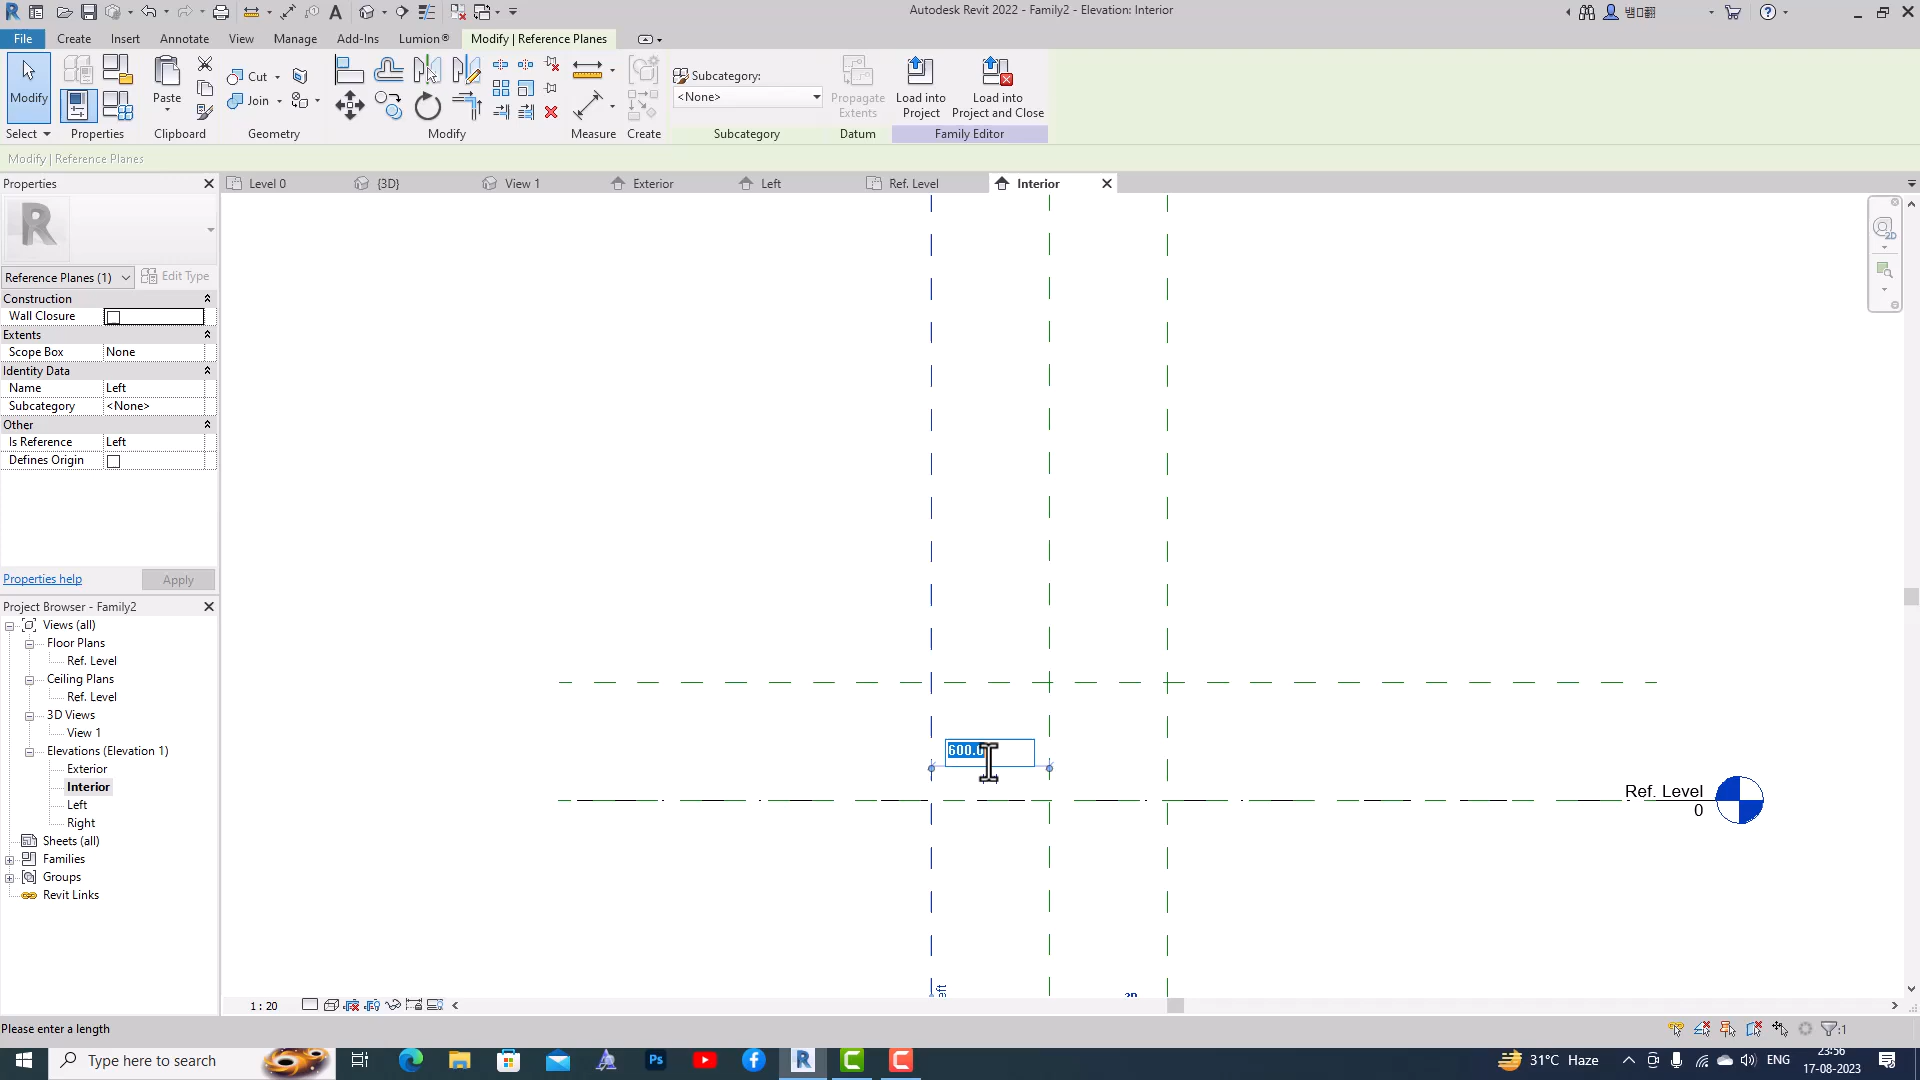 Autodesk Revit 2022 - Family2 - Elevation: Interior
File Create Insert Annotate View Manage Add-Ins Lumion® Modify | Reference Planes
Modify
Select
Properties
Paste
Clipboard
Cut
Join
Geometry
Modify
Measure
Create
Subcategory:
<None>
Subcategory
Propagate
Extents
Datum
Load into
Project
Load into
Project and Close
Family Editor
Modify | Reference Planes
Properties
Level 0 {3D} View 1 Exterior Left Ref. Level Interior
R
Reference Planes (1) Edit Type
Construction
Wall Closure
Extents
Scope Box None
Identity Data
Name Left
Subcategory <None>
Other
Is Reference Left
Defines Origin
Properties help Apply
Project Browser - Family2
Views (all)
Floor Plans
Ref. Level
Ceiling Plans
Ref. Level
3D Views
View 1
Elevations (Elevation 1)
Exterior
Interior
Left
Right
Sheets (all)
Families
Groups
Revit Links
600.0
Ref. Level
0
1 : 20
Please enter a length
:1
Type here to search
31°C Haze
ENG
23:56
17-08-2023